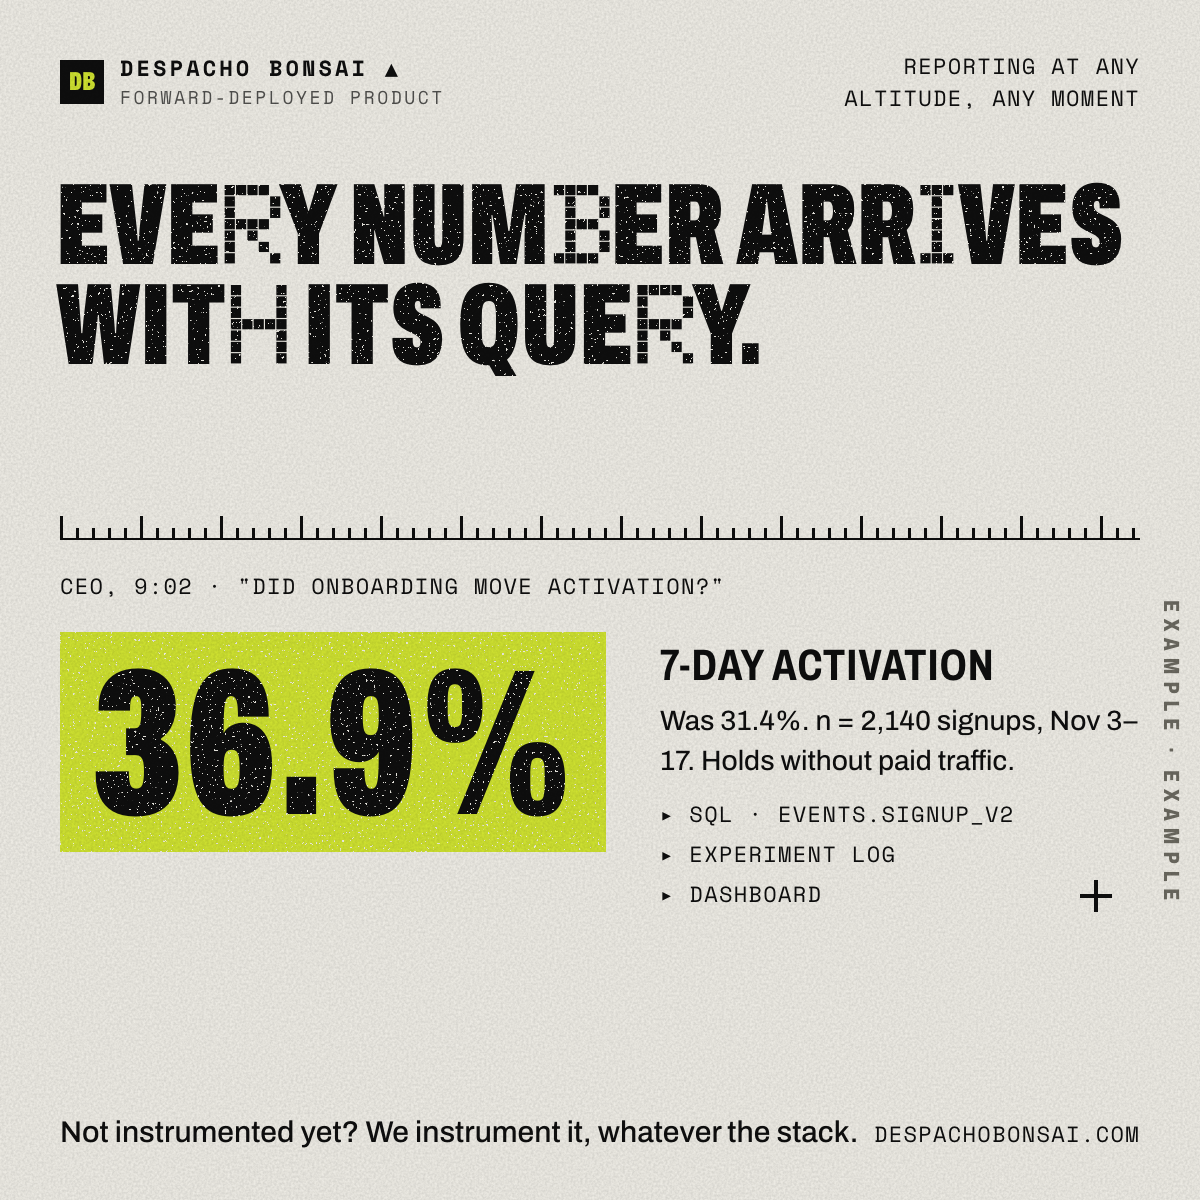 DB
DESPACHO BONSAI ▲
FORWARD-DEPLOYED PRODUCT
REPORTING AT ANY
ALTITUDE, ANY MOMENT
EVERY NUMBER ARRIVES
WITH ITS QUERY.
CEO, 9:02 · "DID ONBOARDING MOVE ACTIVATION?"
36.9%
7-DAY ACTIVATION
Was 31.4%. n = 2,140 signups, Nov 3–
17. Holds without paid traffic.
▸ SQL · EVENTS.SIGNUP_V2
▸ EXPERIMENT LOG
▸ DASHBOARD
EXAMPLE · EXAMPLE
Not instrumented yet? We instrument it, whatever the stack.
DESPACHOBONSAI.COM